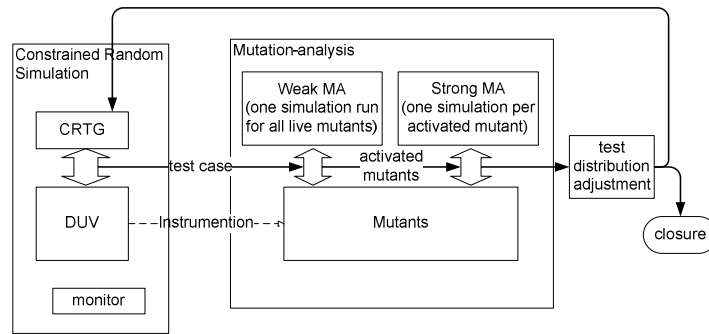 Constrained Random
Simulation
CRTG
DUV
monitor
test case
Instrumention
Mutation-analysis
Weak MA
(one simulation run
for all live mutants)
Strong MA
(one simulation per
activated mutant)
activated
mutants
Mutants
test
distribution
adjustment
closure